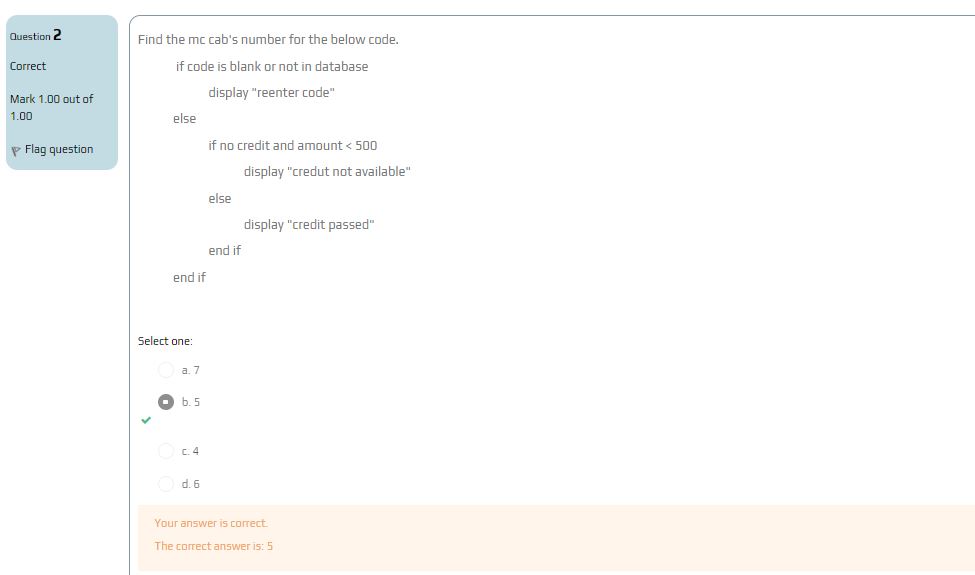 Question 2
Correct
Mark 1.00 out of
1.00
Flag question
Find the mc cab's number for the below code.
if code is blank or not in database
display "reenter code"
else
if no credit and amount < 500
display "credut not available"
else
display "credit passed"
end if
end if
Select one:
a. 7
b. 5
c. 4
d. 6
Your answer is correct.
The correct answer is: 5